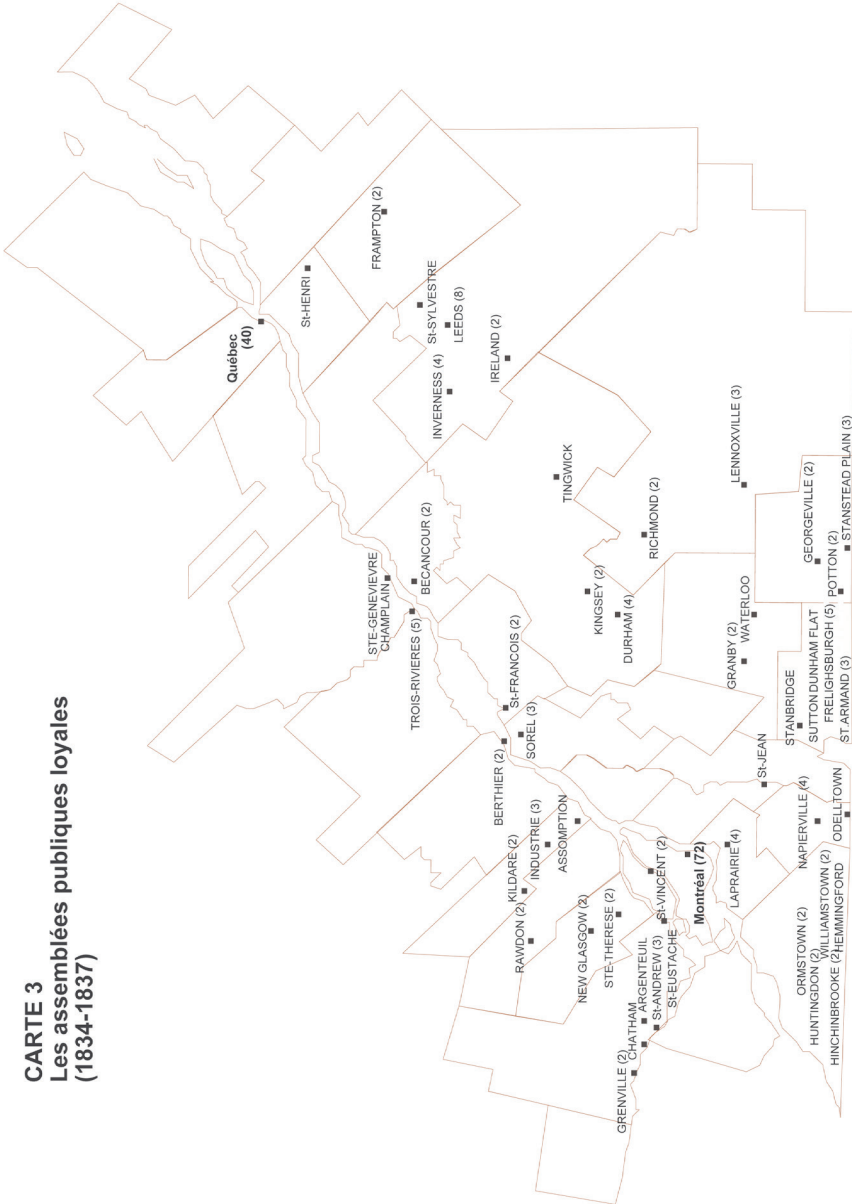 CARTE 3
Les assemblées publiques loyales
(1834-1837)
Québec
(40)
St-HENRI
FRAMPTON (2)
St-SYLVESTRE
LEEDS (8)
INVERNESS (4)
IRELAND (2)
STE-GENEVIEVRE
CHAMPLAIN
BECANCOUR (2)
TROIS-RIVIERES (5)
TINGWICK
KINGSEY (2)
RICHMOND (2)
DURHAM (4)
LENNOXVILLE (3)
St-FRANCOIS (2)
SOREL (3)
BERTHIER (2)
KILDARE (2)
INDUSTRIE (3)
ASSOMPTION
RAWDON (2)
NEW GLASGOW (2)
STE-THERESE (2)
St-VINCENT (2)
Montréal (72)
LAPRAIRIE (4)
GRENVILLE (2)
CHATHAM
ARGENTEUIL
St-ANDREW (3)
St-EUSTACHE
GRANBY (2)
WATERLOO
GEORGEVILLE (2)
POTTON (2)
STANSTEAD PLAIN (3)
STANBRIDGE
SUTTON DUNHAM FLAT
FRELIGHSBURGH (5)
ST.ARMAND (3)
St-JEAN
NAPIERVILLE (4)
ODELLTOWN
ORMSTOWN (2)
HUNTINGDON (2)
WILLIAMSTOWN (2)
HINCHINBROOKE (2)
HEMMINGFORD